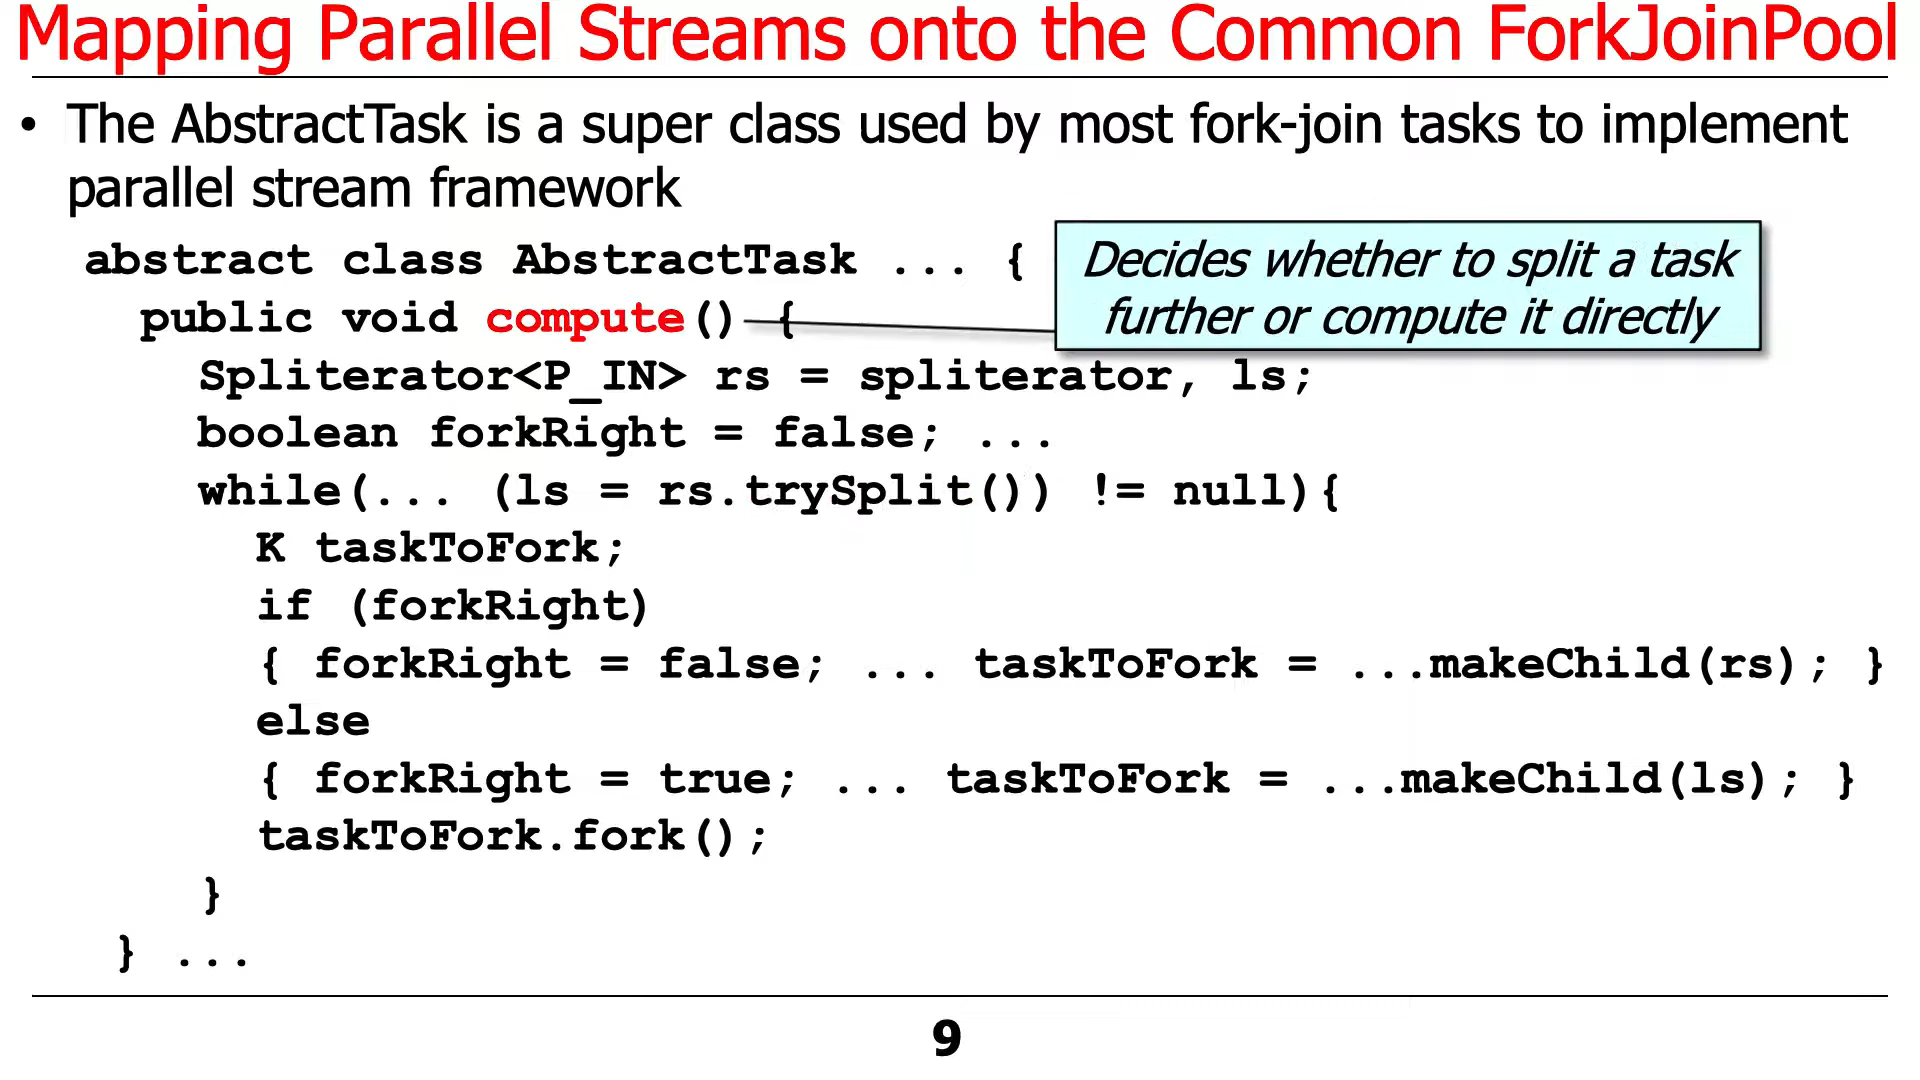 Mapping Parallel Streams onto the Common ForkJoinPool
• The AbstractTask is a super class used by most fork-join tasks to implement
parallel stream framework
abstract class AbstractTask ... {
Decides whether to split a task
further or compute it directly
public void compute() {
Spliterator<P_IN> rs = spliterator, ls;
boolean forkRight = false; ...
while(... (ls = rs.trySplit()) != null){
K taskToFork;
if (forkRight)
{ forkRight = false; ... taskToFork = ...makeChild(rs); }
else
{ forkRight = true; ... taskToFork = ...makeChild(ls); }
taskToFork.fork();
}
} ...
9